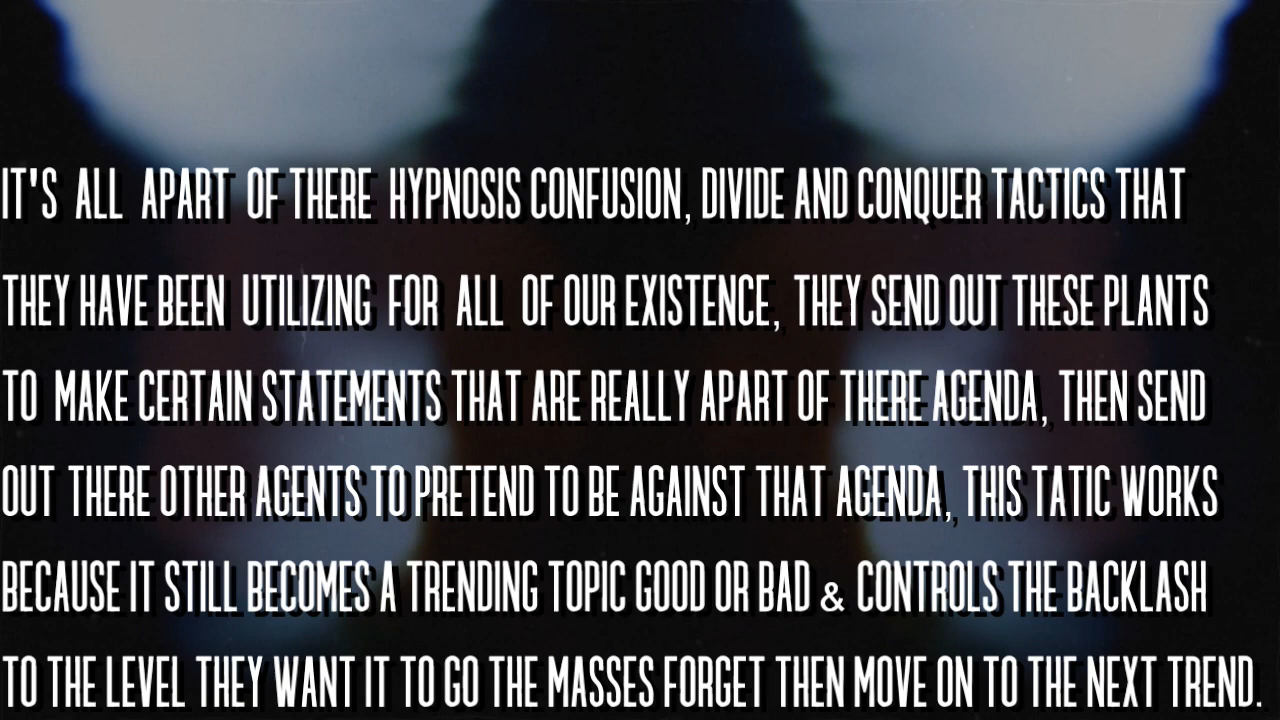 IT'S ALL APART OF THERE HYPNOSIS CONFUSION, DIVIDE AND CONQUER TACTICS THAT
THEY HAVE BEEN UTILIZING FOR ALL OF OUR EXISTENCE, THEY SEND OUT THESE PLANTS
TO MAKE CERTAIN STATEMENTS THAT ARE REALLY APART OF THERE AGENDA, THEN SEND
OUT THERE OTHER AGENTS TO PRETEND TO BE AGAINST THAT AGENDA, THIS TATIC WORKS
BECAUSE IT STILL BECOMES A TRENDING TOPIC GOOD OR BAD & CONTROLS THE BACKLASH
TO THE LEVEL THEY WANT IT TO GO THE MASSES FORGET THEN MOVE ON TO THE NEXT TREND.